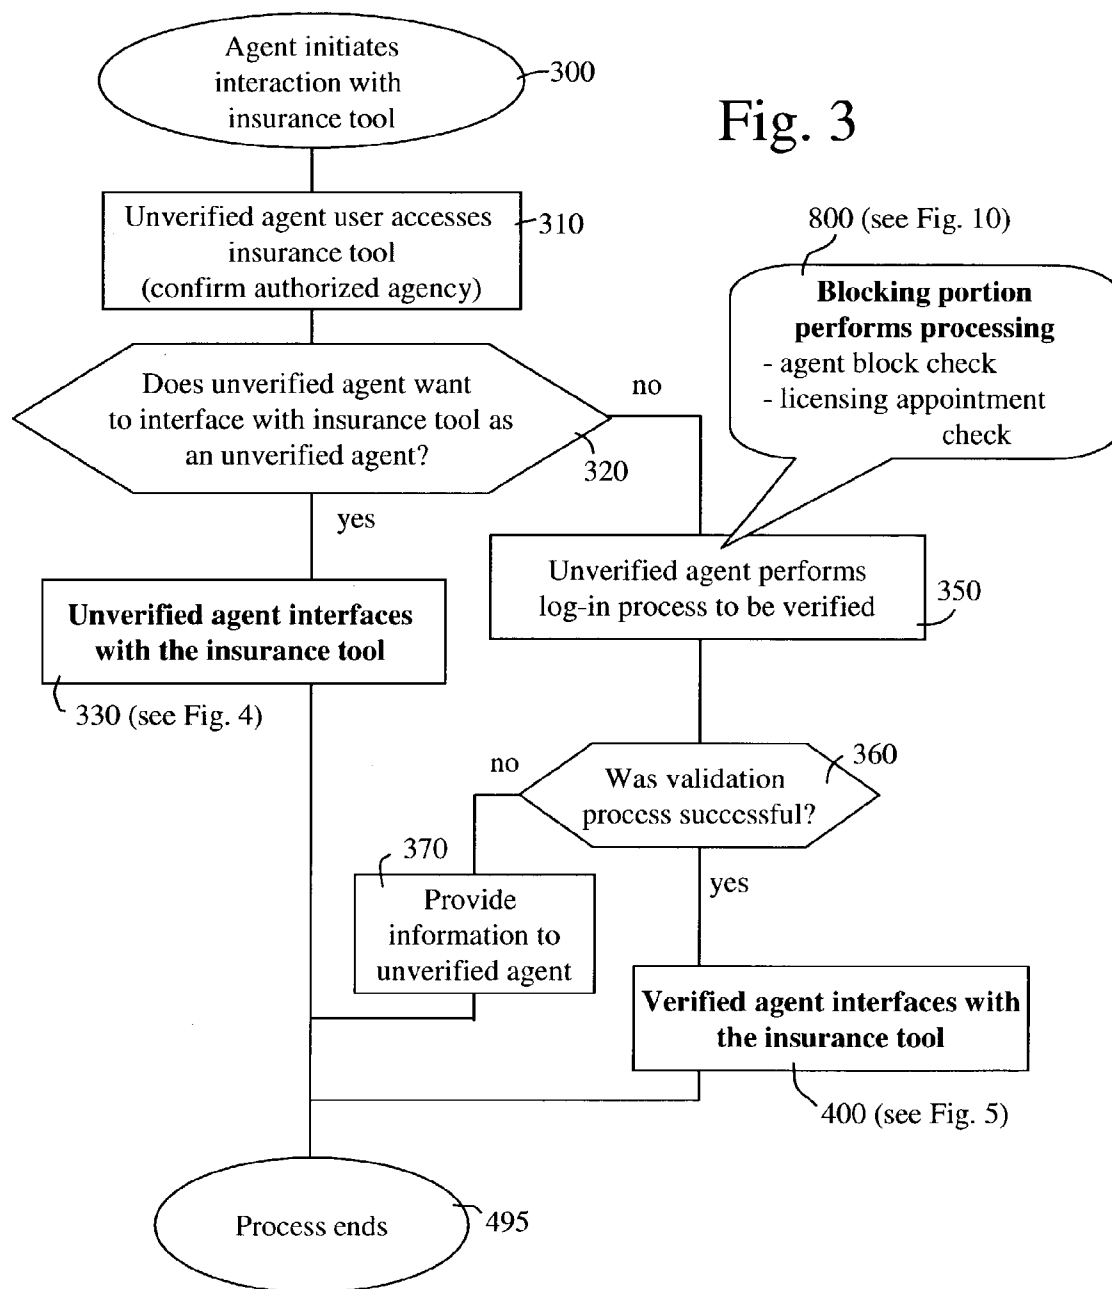 Agent initiates
interaction with
insurance tool
300
Fig. 3
Unverified agent user accesses
insurance tool
(confirm authorized agency)
310
800 (see Fig. 10)
Blocking portion
performs processing
- agent block check
- licensing appointment
check
Does unverified agent want
to interface with insurance tool as
an unverified agent?
320
no
yes
Unverified agent performs
log-in process to be verified
350
Unverified agent interfaces
with the insurance tool
330 (see Fig. 4)
Was validation
process successful?
360
no
yes
370
Provide
information to
unverified agent
Verified agent interfaces with
the insurance tool
400 (see Fig. 5)
Process ends
495